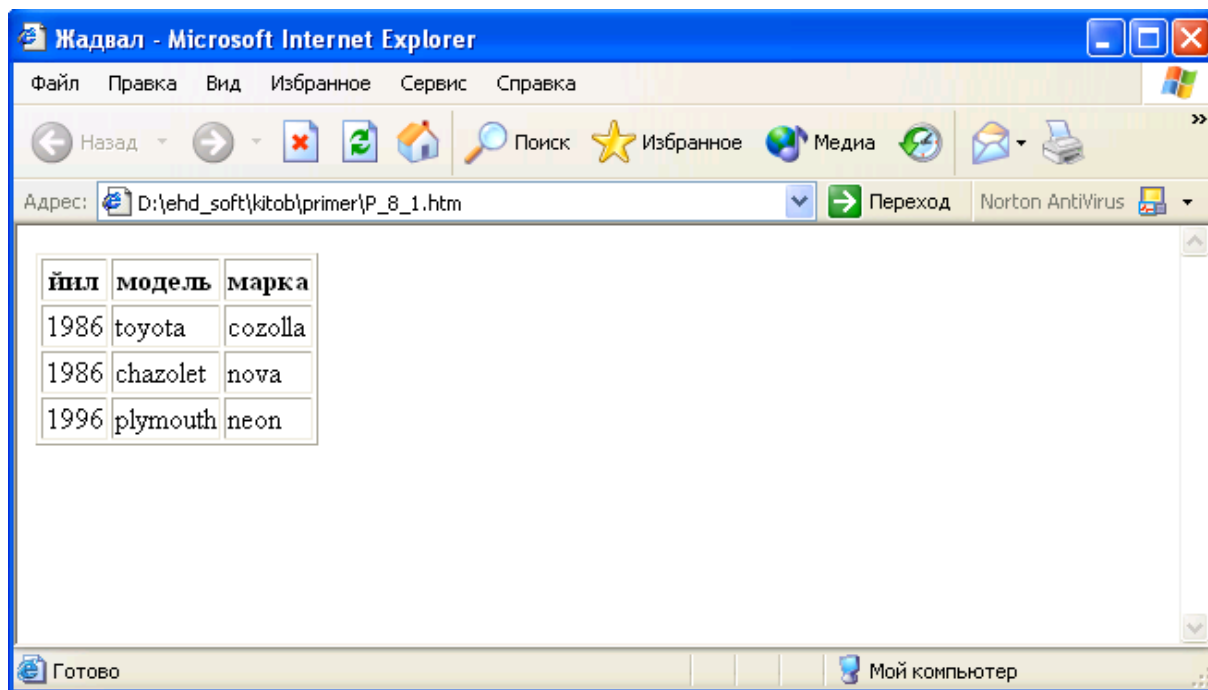 Жадвал - Microsoft Internet Explorer
Файл Правка Вид Избранное Сервис Справка
Назад Поиск Избранное Медиа
Адрес: D:\ehd_soft\kitob\primer\P_8_1.htm Переход Norton AntiVirus
йил модель марка
1986 toyota cozolla
1986 chazolet nova
1996 plymouth neon
Готово Мой компьютер